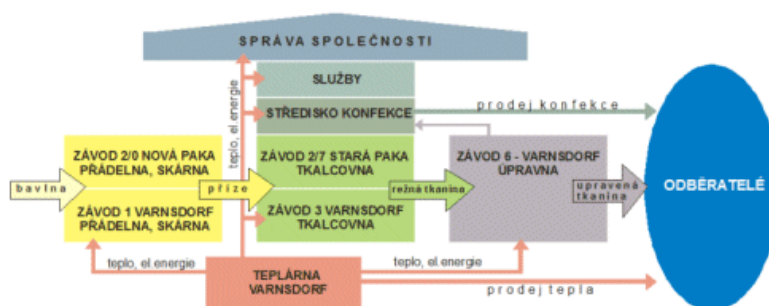 SPRÁVA SPOLEČNOSTI
SLUŽBY
STŘEDISKO KONFEKCE
prodej konfekce
teplo, el.energie
ZÁVOD 2/0 NOVÁ PAKA
PŘÁDELNA, SKÁRNA
ZÁVOD 2/7 STARÁ PAKA
TKALCOVNA
ZÁVOD 6 - VARNSDORF
ÚPRAVNA
bavlna
příze
režná tkanina
upravená
tkanina
ODBĚRATELÉ
ZÁVOD 1 VARNSDORF
PŘÁDELNA, SKÁRNA
ZÁVOD 3 VARNSDORF
TKALCOVNA
teplo, el.energie
TEPLÁRNA
VARNSDORF
teplo, el.energie
prodej tepla